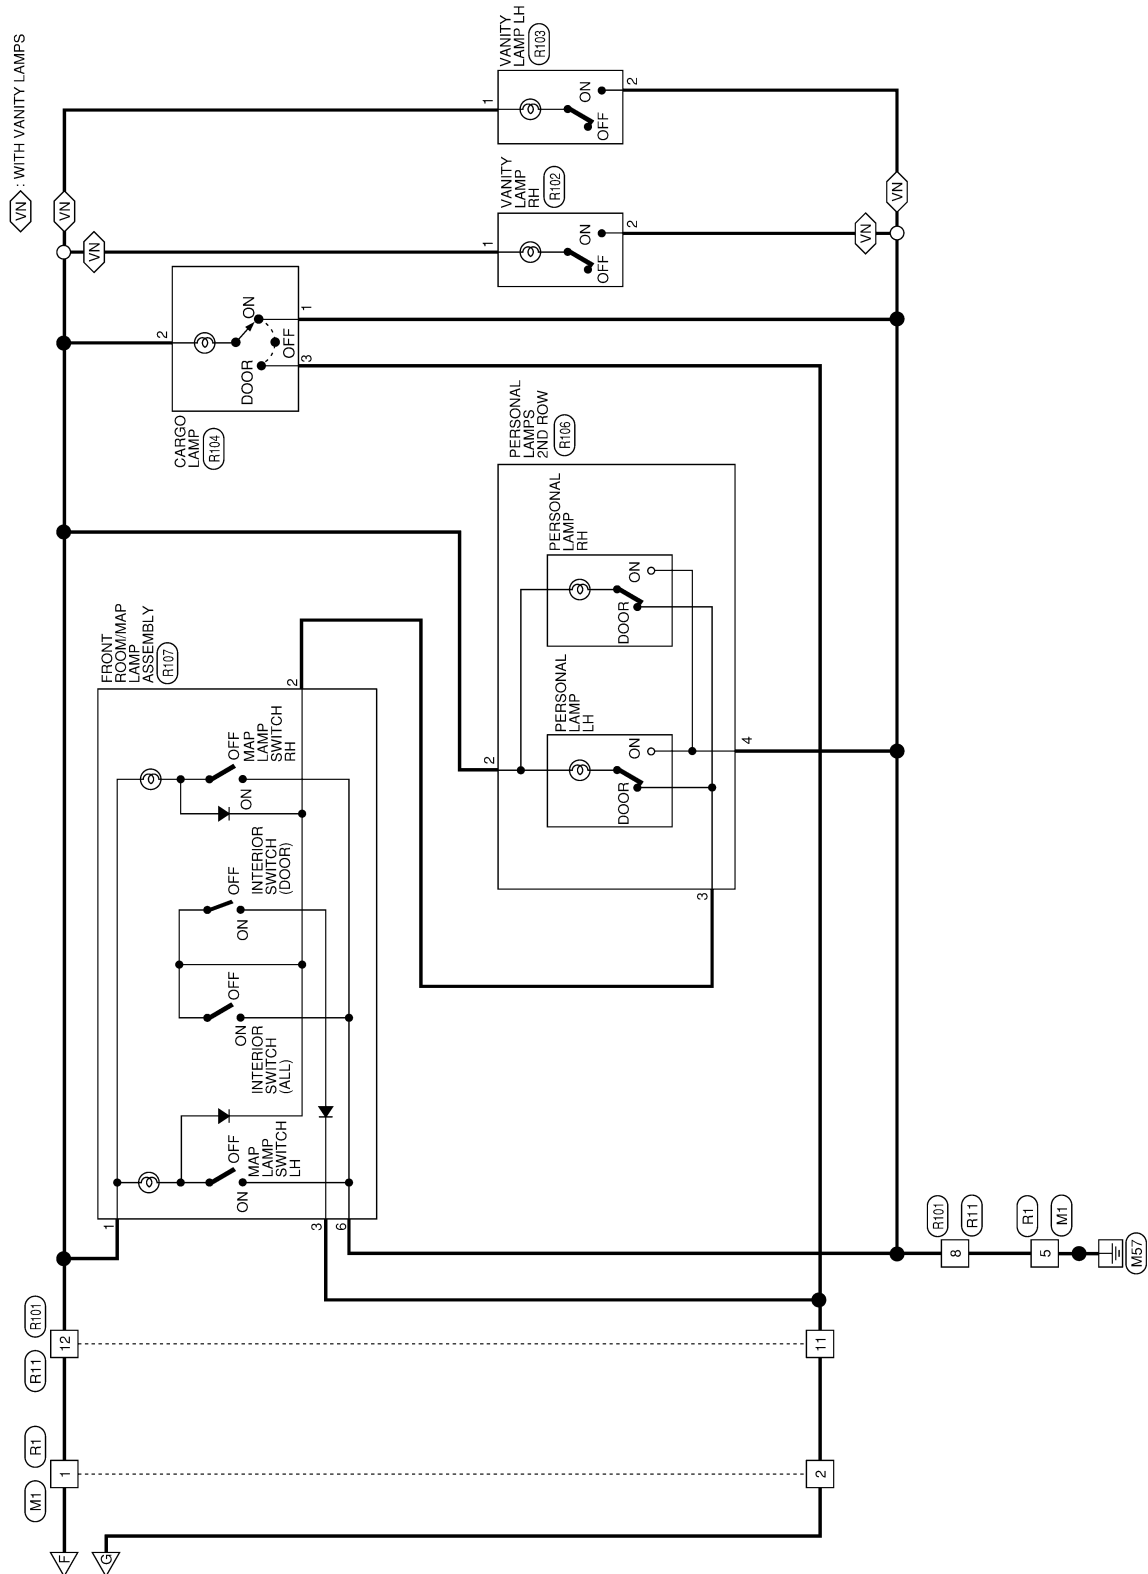 VN : WITH VANITY LAMPS
F
G
M1
1
R1
R11
12
R101
2
11
VN
VN
FRONT
ROOM/MAP
LAMP
ASSEMBLY
R107
1
3
6
2
ON
OFF
MAP
LAMP
SWITCH
LH
ON
OFF
INTERIOR
SWITCH
(ALL)
ON
OFF
INTERIOR
SWITCH
(DOOR)
ON
OFF
MAP
LAMP
SWITCH
RH
CARGO
LAMP
R104
2
DOOR
ON
OFF
3
1
PERSONAL
LAMPS
2ND ROW
R106
2
3
4
PERSONAL
LAMP
LH
DOOR
ON
PERSONAL
LAMP
RH
DOOR
ON
VANITY
LAMP
RH
R102
1
OFF
ON
2
VANITY
LAMP LH
R103
1
OFF
ON
2
VN
VN
8
R101
R11
5
R1
M1
M57